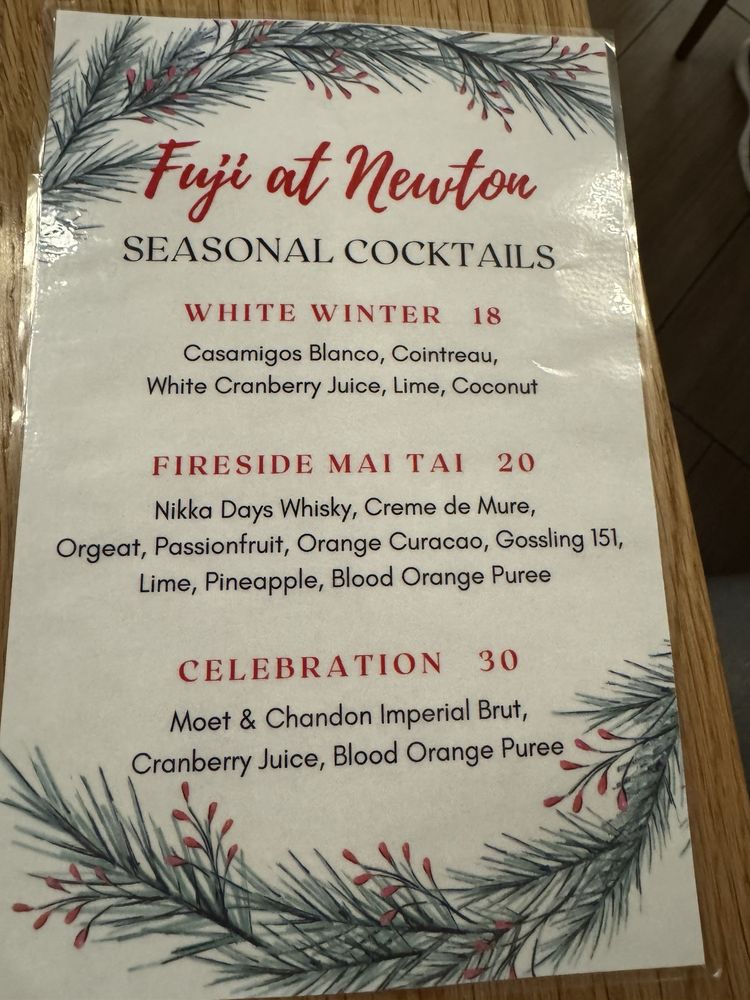 Fuji at Newton
SEASONAL COCKTAILS
WHITE WINTER 18
Casamigos Blanco, Cointreau,
White Cranberry Juice, Lime, Coconut
FIRESIDE MAI TAI 20
Nikka Days Whisky, Creme de Mure,
Orgeat, Passionfruit, Orange Curacao, Gossling 151,
Lime, Pineapple, Blood Orange Puree
CELEBRATION 30
Moet & Chandon Imperial Brut,
Cranberry Juice, Blood Orange Puree